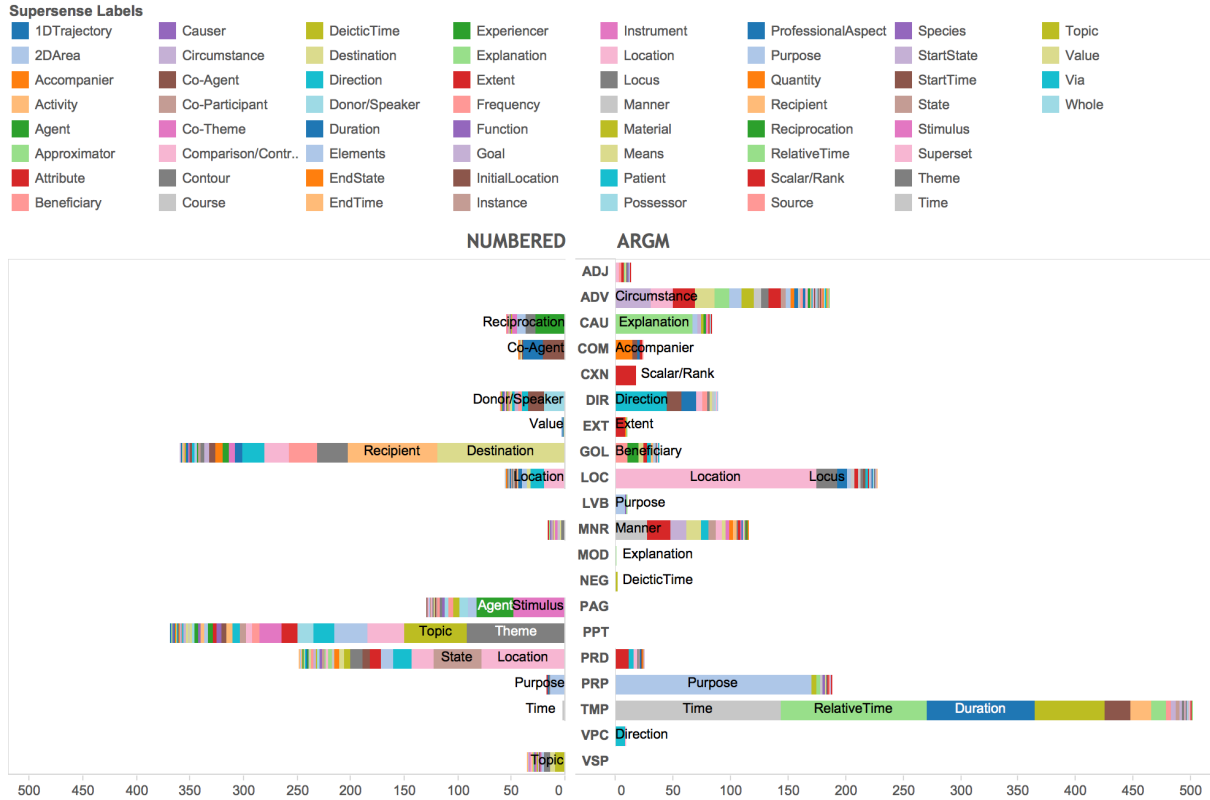 Supersense Labels
1DTrajectory Causer DeicticTime Experiencer Instrument ProfessionalAspect Species Topic
2DArea Circumstance Destination Explanation Location Purpose StartState Value
Accompanier Co-Agent Direction Extent Locus Quantity StartTime Via
Activity Co-Participant Donor/Speaker Frequency Manner Recipient State Whole
Agent Co-Theme Duration Function Material Reciprocation Stimulus
Approximator Comparison/Contr.. Elements Goal Means RelativeTime Superset
Attribute Contour EndState InitialLocation Patient Scalar/Rank Theme
Beneficiary Course EndTime Instance Possessor Source Time
NUMBERED ARGM
ADJ
ADV Circumstance
Reciprocation CAU Explanation
Co-Agent COM Accompanier
CXN Scalar/Rank
Donor/Speaker DIR Direction
Value EXT Extent
Recipient Destination GOL Beneficiary
Location LOC Location Locus
LVB Purpose
MNR Manner
MOD Explanation
NEG DeicticTime
Agent Stimulus PAG
Topic Theme PPT
State Location PRD
Purpose PRP Purpose
Time TMP Time RelativeTime Duration
VPC Direction
Topic VSP
500 450 400 350 300 250 200 150 100 50 0 0 50 100 150 200 250 300 350 400 450 500